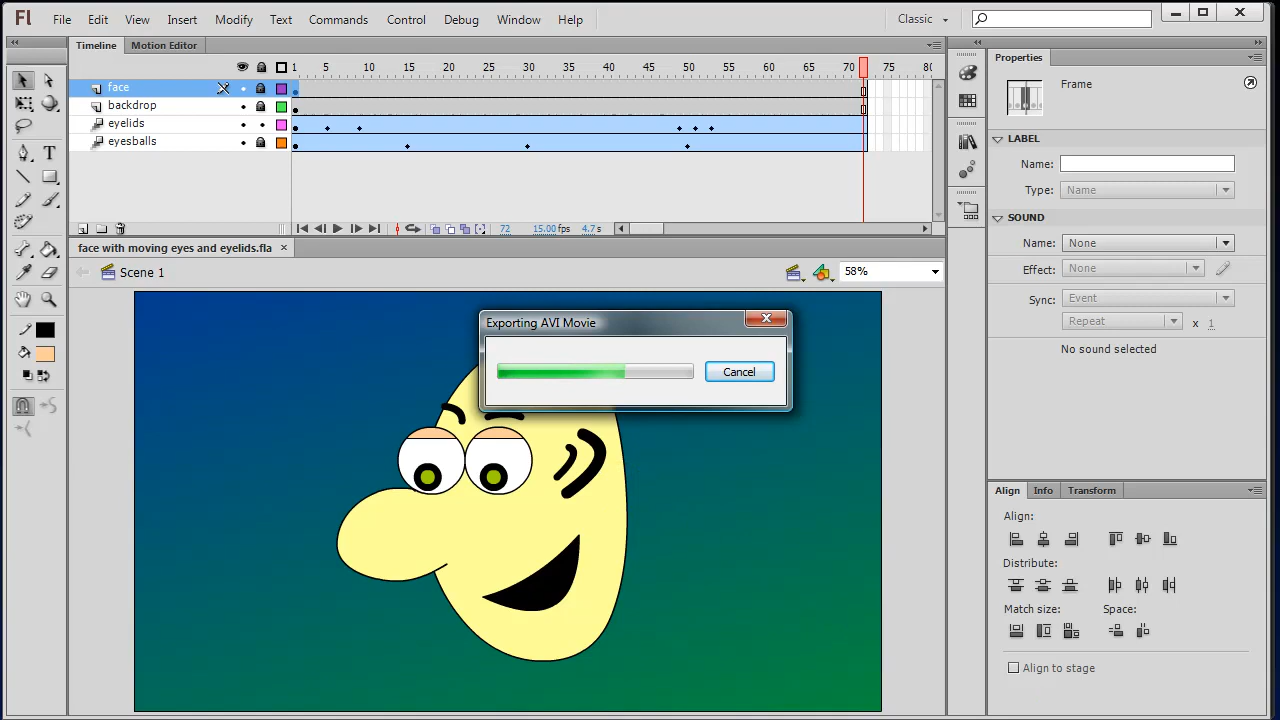 Fl File Edit View Insert Modify Text Commands Control Debug Window Help Classic
Timeline Motion Editor
1 5 10 15 20 25 30 35 40 45 50 55 60 65 70 75 80
face
backdrop
eyelids
eyesballs
72 15.00 fps 4.7 s
face with moving eyes and eyelids.fla
Scene 1 58%
Exporting AVI Movie
Cancel
Properties
Frame
LABEL
Name:
Type: Name
SOUND
Name: None
Effect: None
Sync: Event
Repeat x 1
No sound selected
Align Info Transform
Align:
Distribute:
Match size: Space:
Align to stage